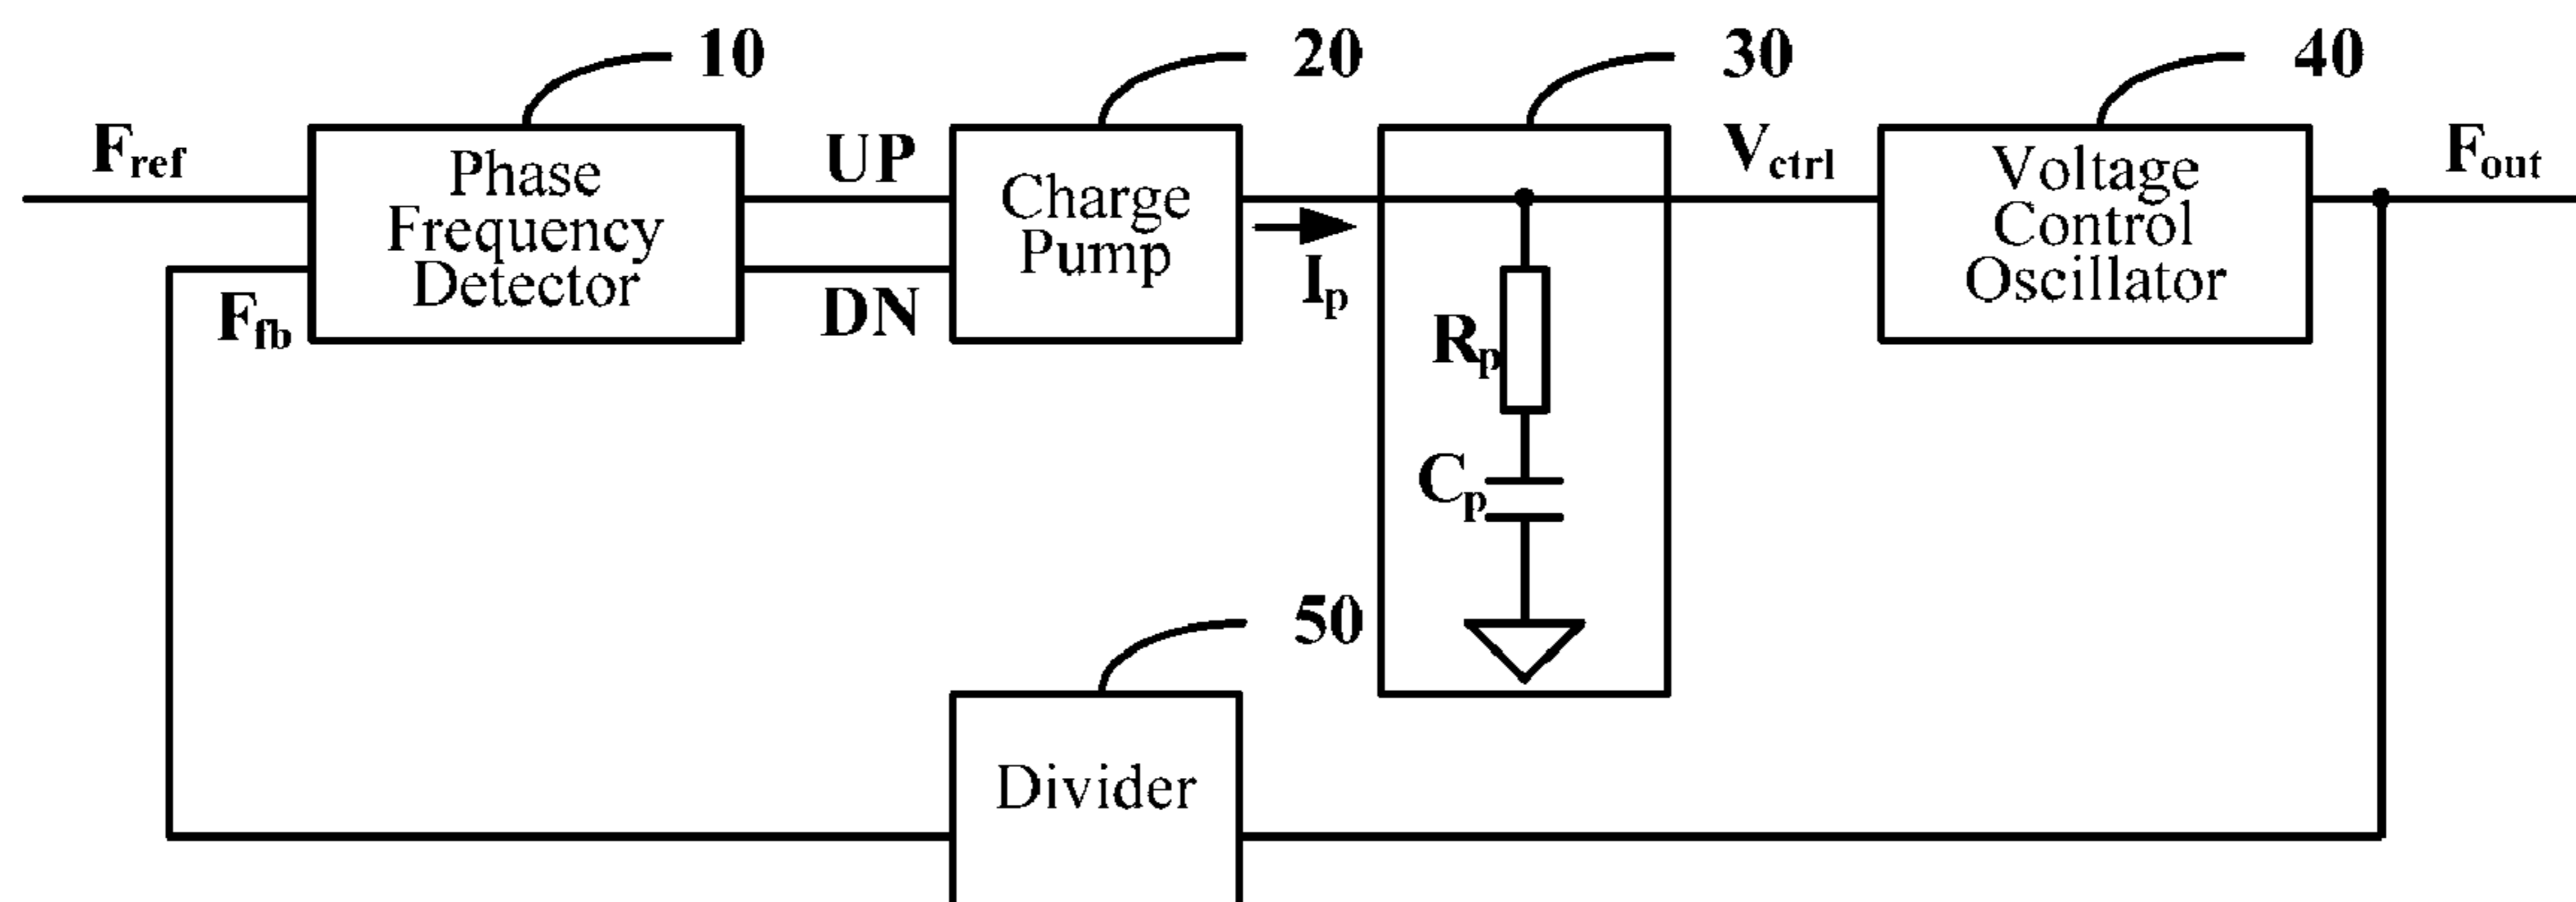 10
20
30
40
Fref
Phase
Frequency
Detector
UP
Charge
Pump
Vctrl
Voltage
Control
Oscillator
Fout
Ffb
DN
Ip
Rp
Cp
50
Divider